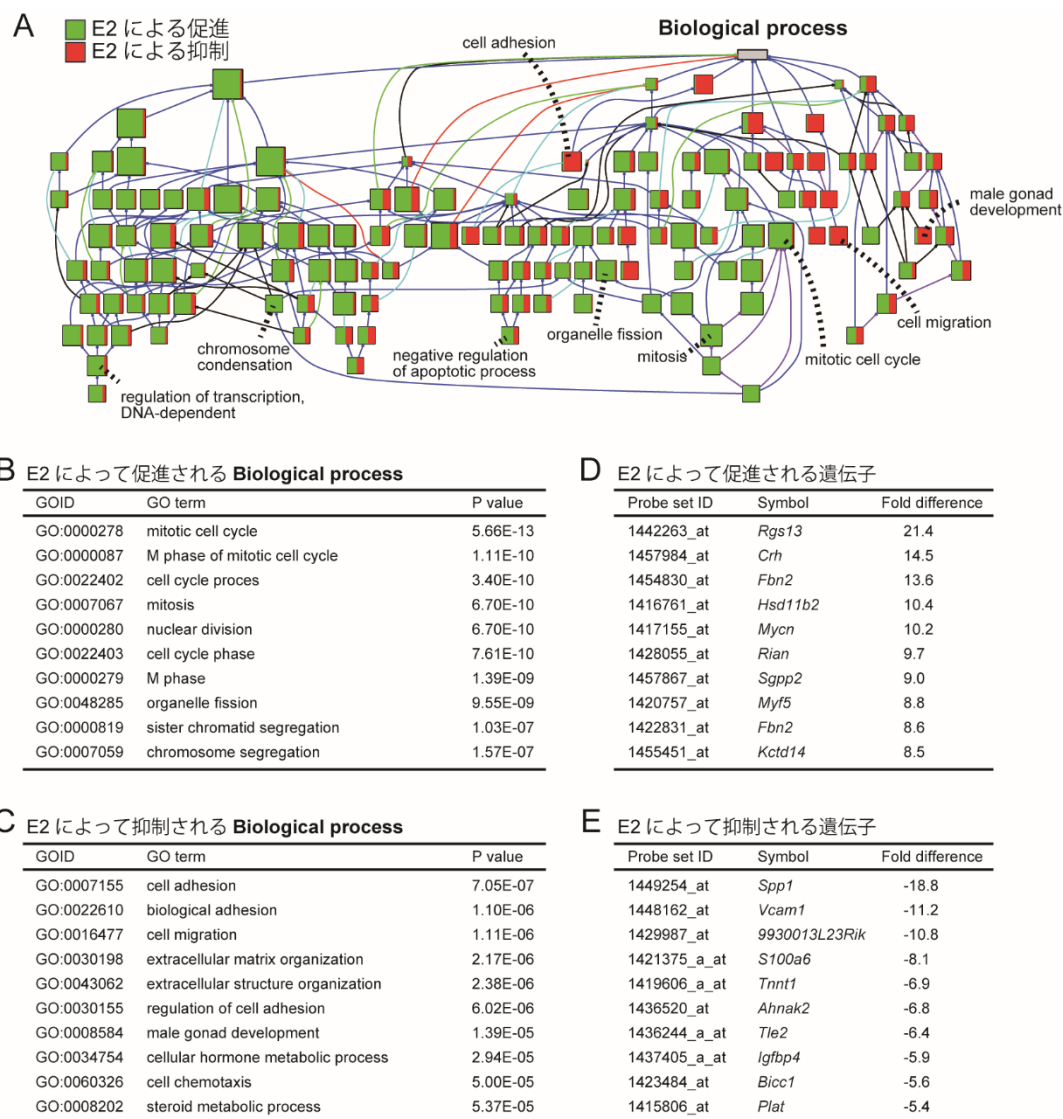 A
E2 による促進
E2 による抑制
Biological process
cell adhesion
male gonad
development
cell migration
organelle fission
mitosis
mitotic cell cycle
chromosome
condensation
negative regulation
of apoptotic process
regulation of transcription,
DNA-dependent
B E2 によって促進される Biological process
GOID GO term P value
GO:0000278 mitotic cell cycle 5.66E-13
GO:0000087 M phase of mitotic cell cycle 1.11E-10
GO:0022402 cell cycle proces 3.40E-10
GO:0007067 mitosis 6.70E-10
GO:0000280 nuclear division 6.70E-10
GO:0022403 cell cycle phase 7.61E-10
GO:0000279 M phase 1.39E-09
GO:0048285 organelle fission 9.55E-09
GO:0000819 sister chromatid segregation 1.03E-07
GO:0007059 chromosome segregation 1.57E-07
D E2 によって促進される遺伝子
Probe set ID Symbol Fold difference
1442263_at Rgs13 21.4
1457984_at Crh 14.5
1454830_at Fbn2 13.6
1416761_at Hsd11b2 10.4
1417155_at Mycn 10.2
1428055_at Rian 9.7
1457867_at Sgpp2 9.0
1420757_at Myf5 8.8
1422831_at Fbn2 8.6
1455451_at Kctd14 8.5
C E2 によって抑制される Biological process
GOID GO term P value
GO:0007155 cell adhesion 7.05E-07
GO:0022610 biological adhesion 1.10E-06
GO:0016477 cell migration 1.11E-06
GO:0030198 extracellular matrix organization 2.17E-06
GO:0043062 extracellular structure organization 2.38E-06
GO:0030155 regulation of cell adhesion 6.02E-06
GO:0008584 male gonad development 1.39E-05
GO:0034754 cellular hormone metabolic process 2.94E-05
GO:0060326 cell chemotaxis 5.00E-05
GO:0008202 steroid metabolic process 5.37E-05
E E2 によって抑制される遺伝子
Probe set ID Symbol Fold difference
1449254_at Spp1 -18.8
1448162_at Vcam1 -11.2
1429987_at 9930013L23Rik -10.8
1421375_a_at S100a6 -8.1
1419606_a_at Tnnt1 -6.9
1436520_at Ahnak2 -6.8
1436244_a_at Tle2 -6.4
1437405_a_at Igfbp4 -5.9
1423484_at Bicc1 -5.6
1415806_at Plat -5.4